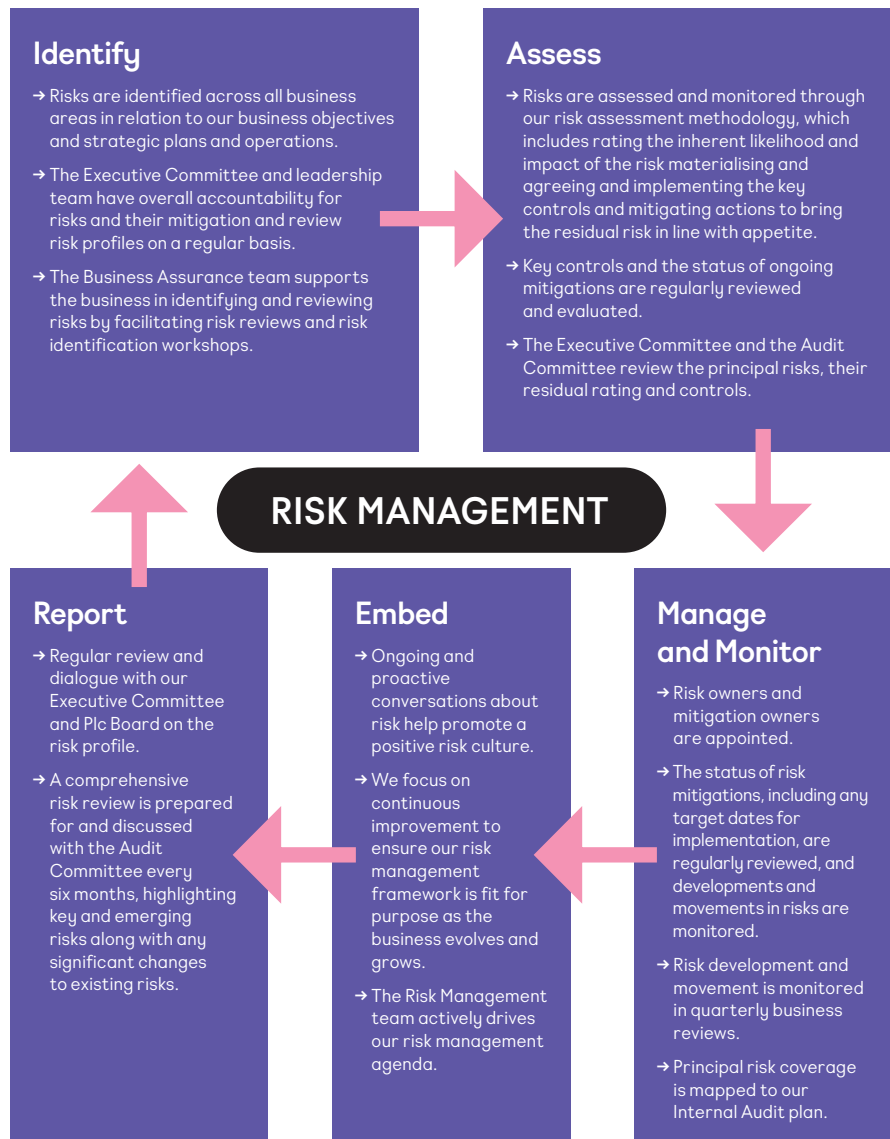 Identify
→ Risks are identified across all business
areas in relation to our business objectives
and strategic plans and operations.
→ The Executive Committee and leadership
team have overall accountability for
risks and their mitigation and review
risk profiles on a regular basis.
→ The Business Assurance team supports
the business in identifying and reviewing
risks by facilitating risk reviews and risk
identification workshops.
Assess
→ Risks are assessed and monitored through
our risk assessment methodology, which
includes rating the inherent likelihood and
impact of the risk materialising and
agreeing and implementing the key
controls and mitigating actions to bring
the residual risk in line with appetite.
→ Key controls and the status of ongoing
mitigations are regularly reviewed
and evaluated.
→ The Executive Committee and the Audit
Committee review the principal risks, their
residual rating and controls.
RISK MANAGEMENT
Manage
and Monitor
→ Risk owners and
mitigation owners
are appointed.
→ The status of risk
mitigations, including any
target dates for
implementation, are
regularly reviewed, and
developments and
movements in risks are
monitored.
→ Risk development and
movement is monitored
in quarterly business
reviews.
→ Principal risk coverage
is mapped to our
Internal Audit plan.
Embed
→ Ongoing and
proactive
conversations about
risk help promote a
positive risk culture.
→ We focus on
continuous
improvement to
ensure our risk
management
framework is fit for
purpose as the
business evolves and
grows.
→ The Risk Management
team actively drives
our risk management
agenda.
Report
→ Regular review and
dialogue with our
Executive Committee
and Plc Board on the
risk profile.
→ A comprehensive
risk review is prepared
for and discussed
with the Audit
Committee every
six months, highlighting
key and emerging
risks along with any
significant changes
to existing risks.